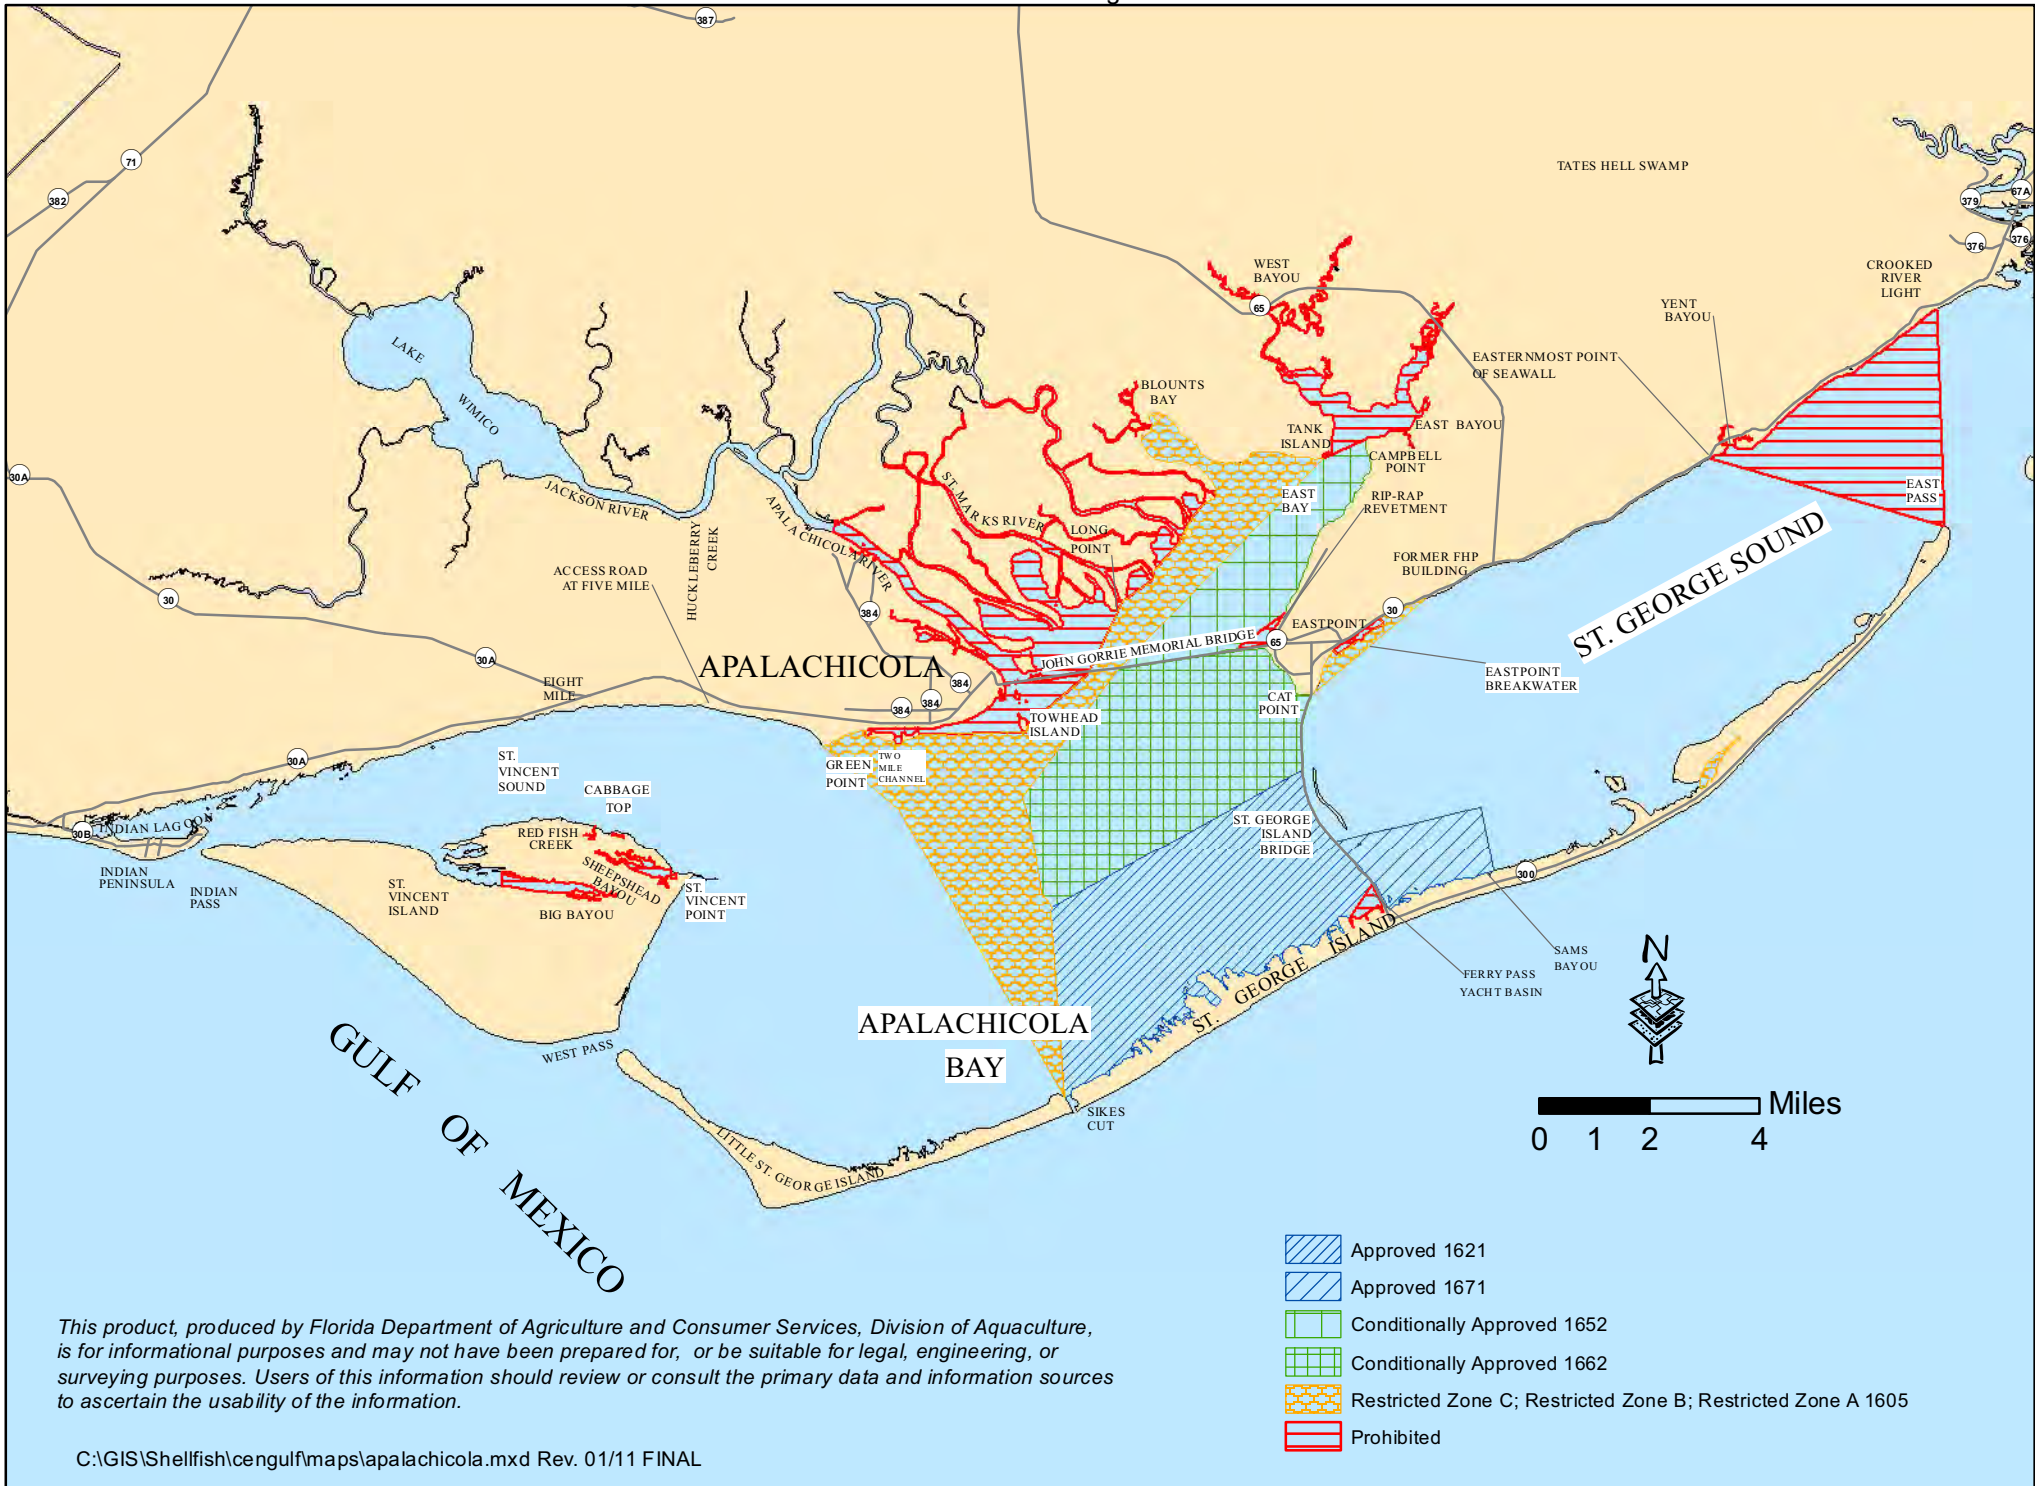 387
71
382
TATES HELL SWAMP
67A
379
376
376
CROOKED
RIVER
LIGHT
WEST
BAYOU
65
YENT
BAYOU
EASTERNMOST POINT
OF SEAWALL
LAKE
WIMICO
BLOUNTS
BAY
TANK
ISLAND
EAST BAYOU
CAMPBELL
POINT
30A
JACKSON RIVER
HUCKLEBERRY
CREEK
APALACHICOLA RIVER
ST. MARKS RIVER
LONG
POINT
EAST
BAY
RIP-RAP
REVETMENT
EAST
PASS
FORMER FHP
BUILDING
ST. GEORGE SOUND
ACCESS ROAD
AT FIVE MILE
30
384
30
EASTPOINT
65
JOHN GORRIE MEMORIAL BRIDGE
30A
APALACHICOLA
384
384
384
EIGHT
MILE
EASTPOINT
BREAKWATER
CAT
POINT
TOWHEAD
ISLAND
30A
ST.
VINCENT
SOUND
GREEN
POINT
TWO
MILE
CHANNEL
CABBAGE
TOP
30B
INDIAN LAGOON
RED FISH
CREEK
SHEEPSHEAD
BAYOU
ST. GEORGE
ISLAND
BRIDGE
INDIAN
PENINSULA
INDIAN
PASS
ST.
VINCENT
ISLAND
BIG BAYOU
ST.
VINCENT
POINT
300
ST. GEORGE ISLAND
SAMS
BAYOU
FERRY PASS
YACHT BASIN
N
APALACHICOLA
BAY
WEST PASS
GULF OF MEXICO
SIKES
CUT
LITTLE ST. GEORGE ISLAND
Miles
0 1 2 4
Approved 1621
Approved 1671
Conditionally Approved 1652
Conditionally Approved 1662
Restricted Zone C; Restricted Zone B; Restricted Zone A 1605
Prohibited
This product, produced by Florida Department of Agriculture and Consumer Services, Division of Aquaculture,
is for informational purposes and may not have been prepared for, or be suitable for legal, engineering, or
surveying purposes. Users of this information should review or consult the primary data and information sources
to ascertain the usability of the information.
C:\GIS\Shellfish\cengulf\maps\apalachicola.mxd Rev. 01/11 FINAL